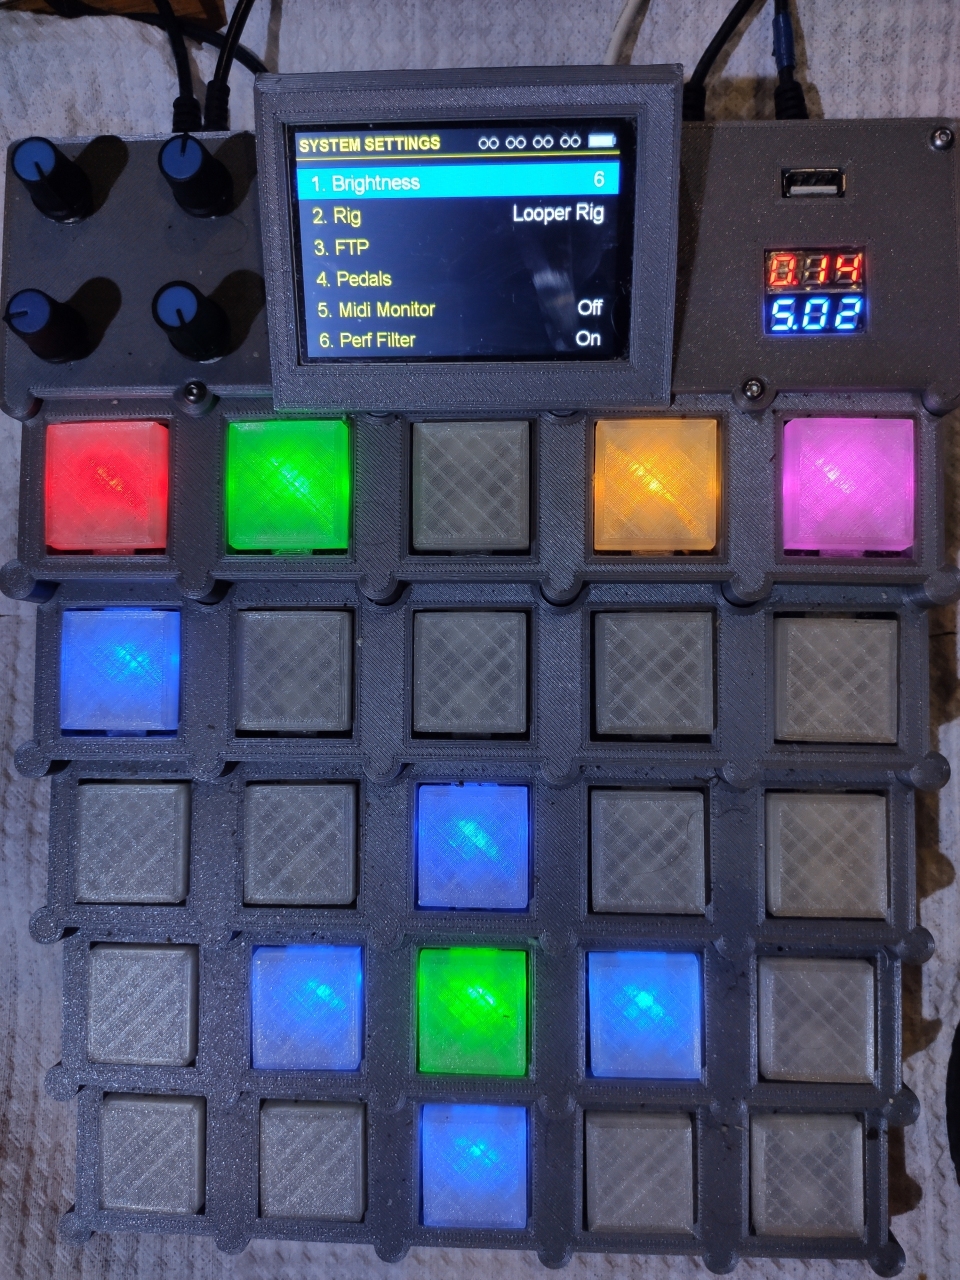 SYSTEM SETTINGS
1. Brightness 6
2. Rig Looper Rig
3. FTP
4. Pedals
5. Midi Monitor Off
6. Perf Filter On
0.14
5.02